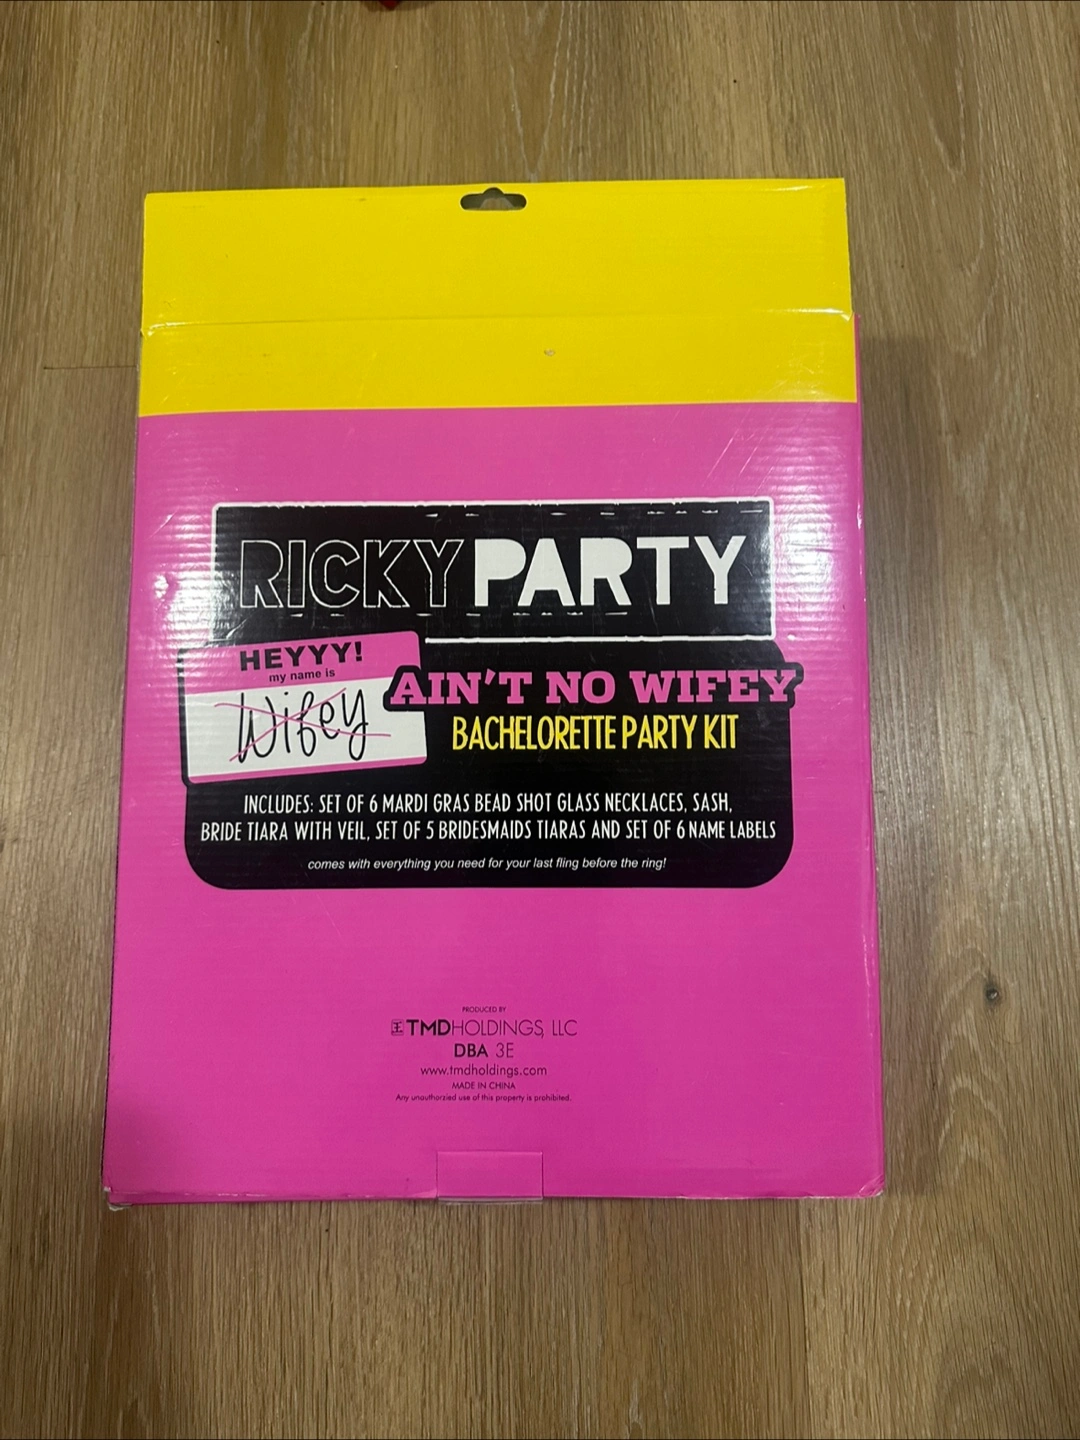 RICKYPARTY
HEYYY!
my name is
Wifey
AIN'T NO WIFEY
BACHELORETTE PARTY KIT
INCLUDES: SET OF 6 MARDI GRAS BEAD SHOT GLASS NECKLACES, SASH,
BRIDE TIARA WITH VEIL, SET OF 5 BRIDESMAIDS TIARAS AND SET OF 6 NAME LABELS
comes with everything you need for your last fling before the ring!
PRODUCED BY
TMDHOLDINGS, LLC
DBA 3E
www.tmdholdings.com
MADE IN CHINA
Any unauthorzied use of this property is prohibited.